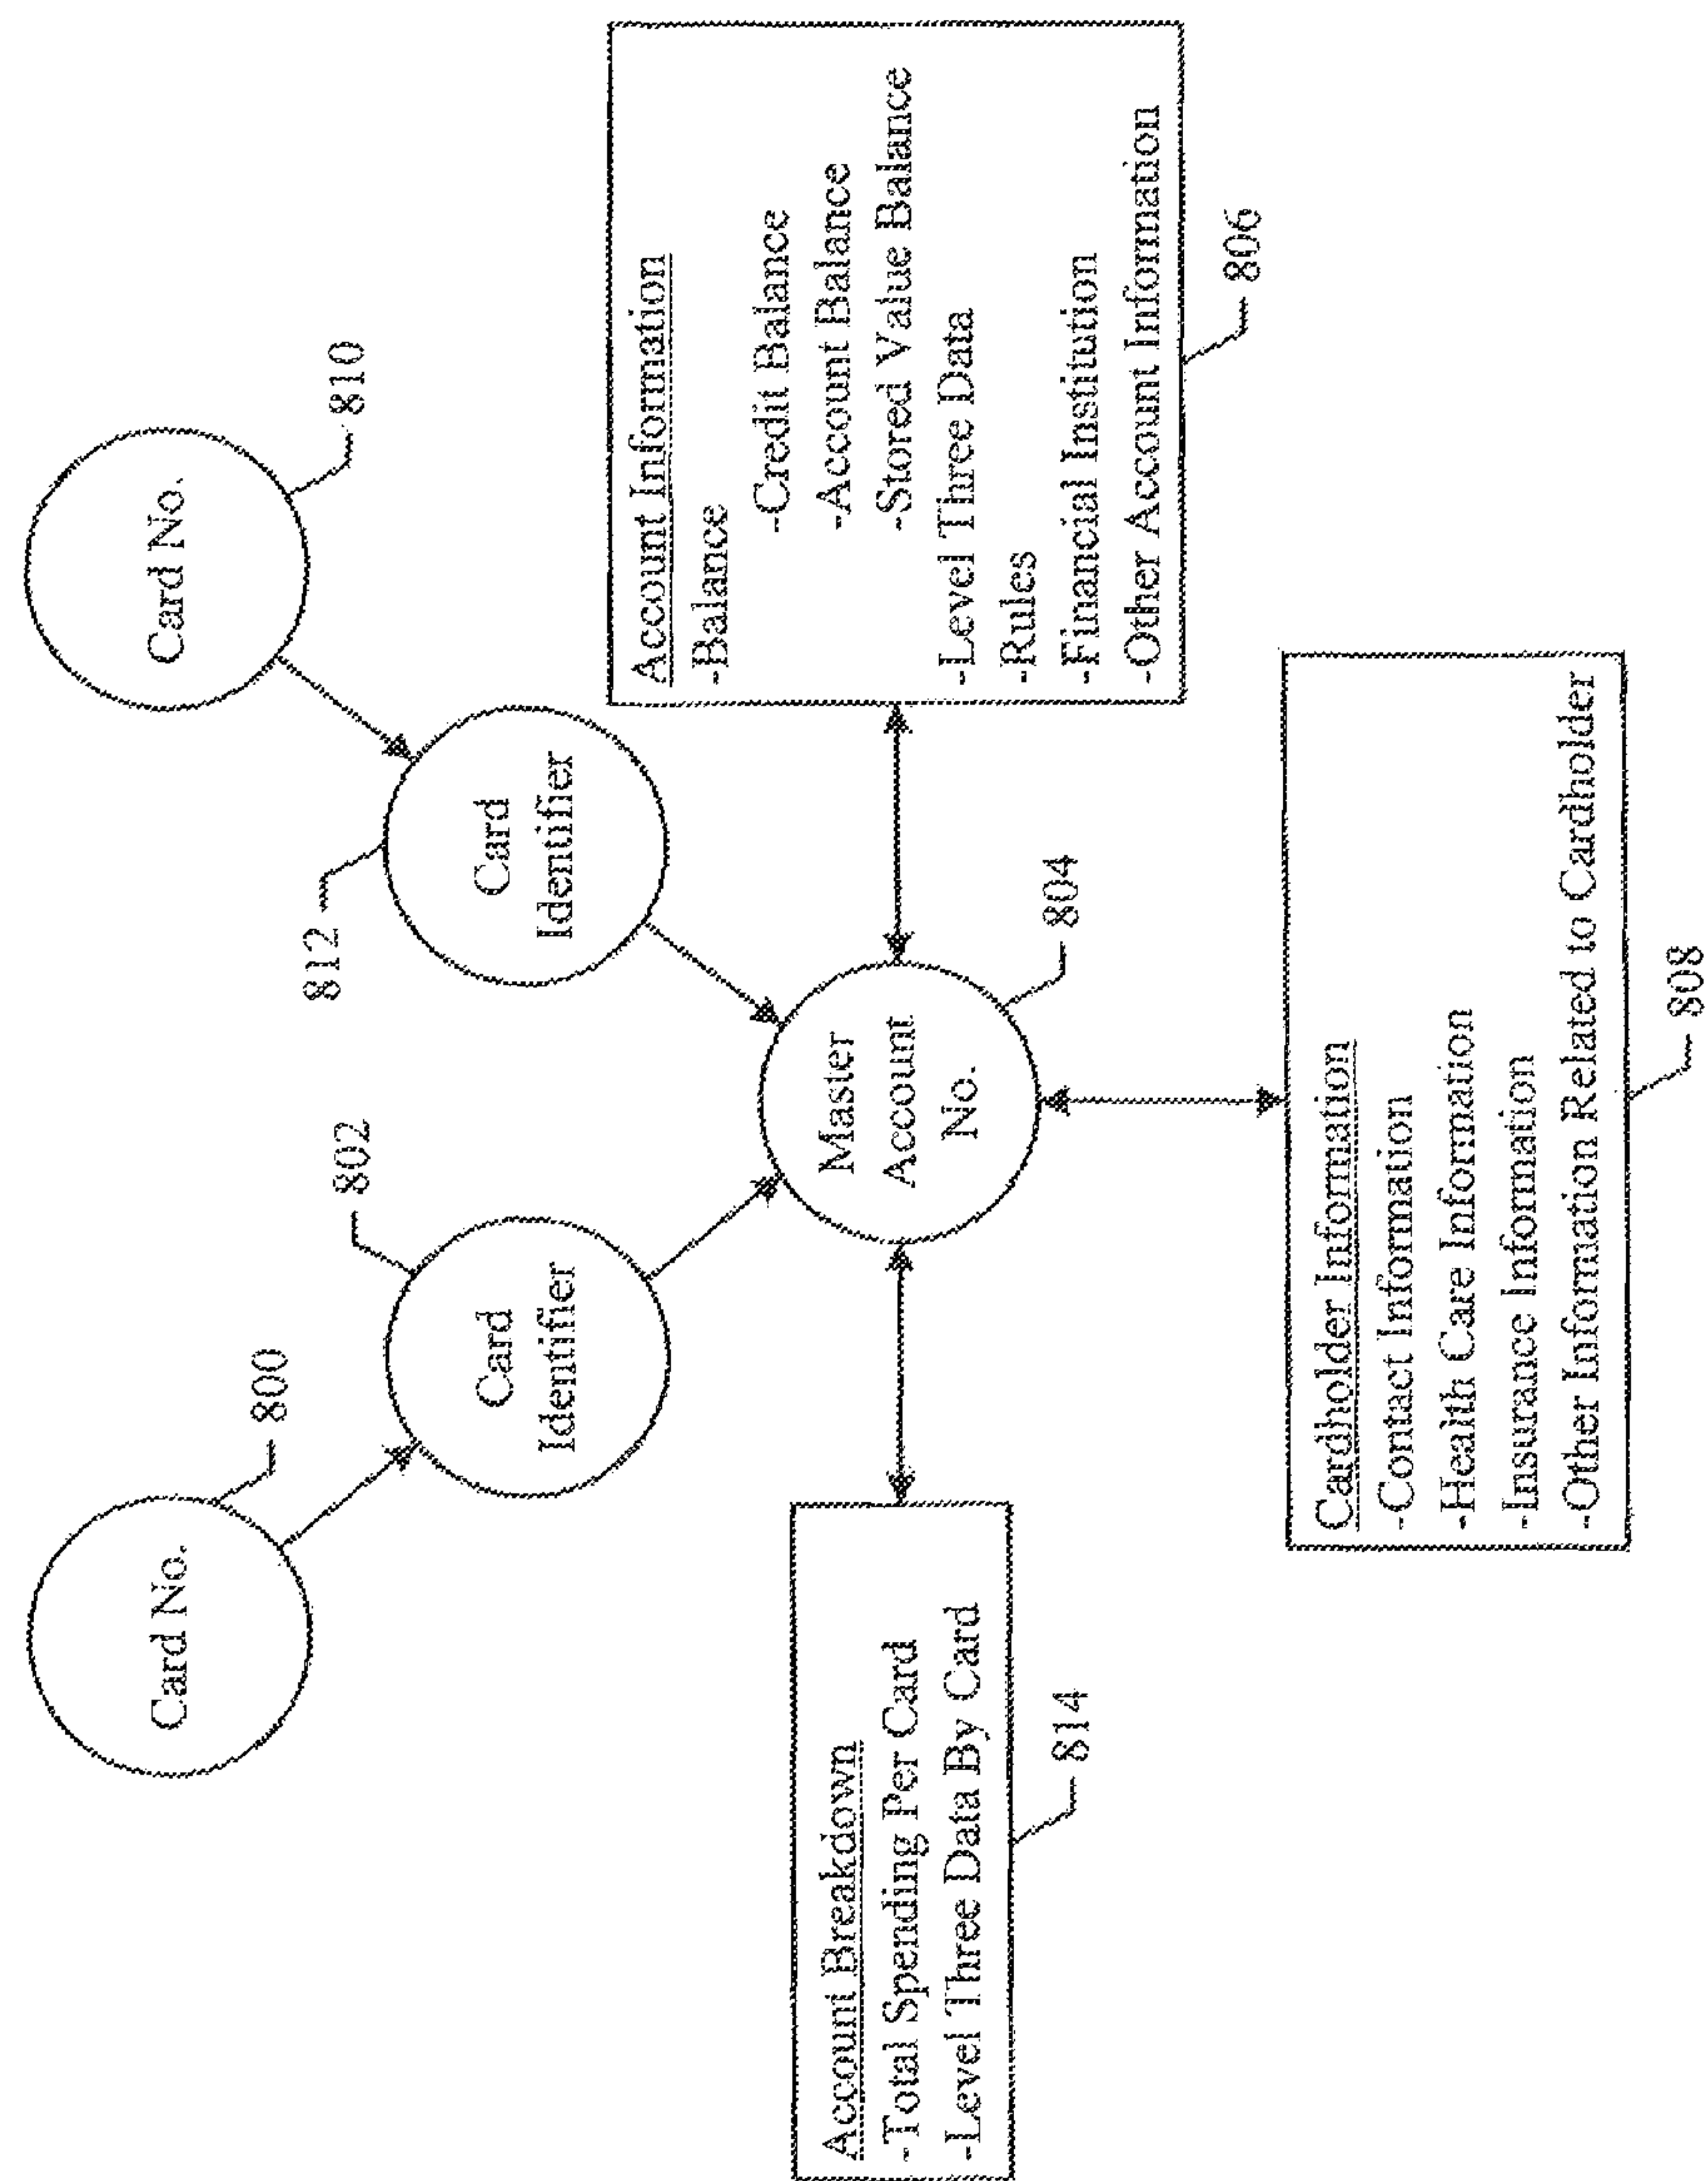 Card No.
800
Card No.
810
Card
Identifier
802
812
Card
Identifier
Master
Account
No.
804
Account Breakdown
-Total Spending Per Card
-Level Three Data By Card
814
Account Information
-Balance
-Credit Balance
-Account Balance
-Stored Value Balance
-Level Three Data
-Rules
-Financial Institution
-Other Account Information
806
Cardholder Information
-Contact Information
-Health Care Information
-Insurance Information
-Other Information Related to Cardholder
808